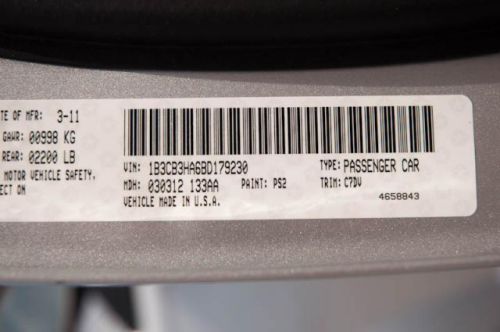 TE OF MFR: 3-11
GAWR: 00998 KG
REAR: 02200 LB
MOTOR VEHICLE SAFETY.
ECT ON
VIN: 1B3CB3HA6BD179230 TYPE: PASSENGER CAR
MDH: 030312 133AA PAINT: PS2 TRIM: C7DV
VEHICLE MADE IN U.S.A. 4658843